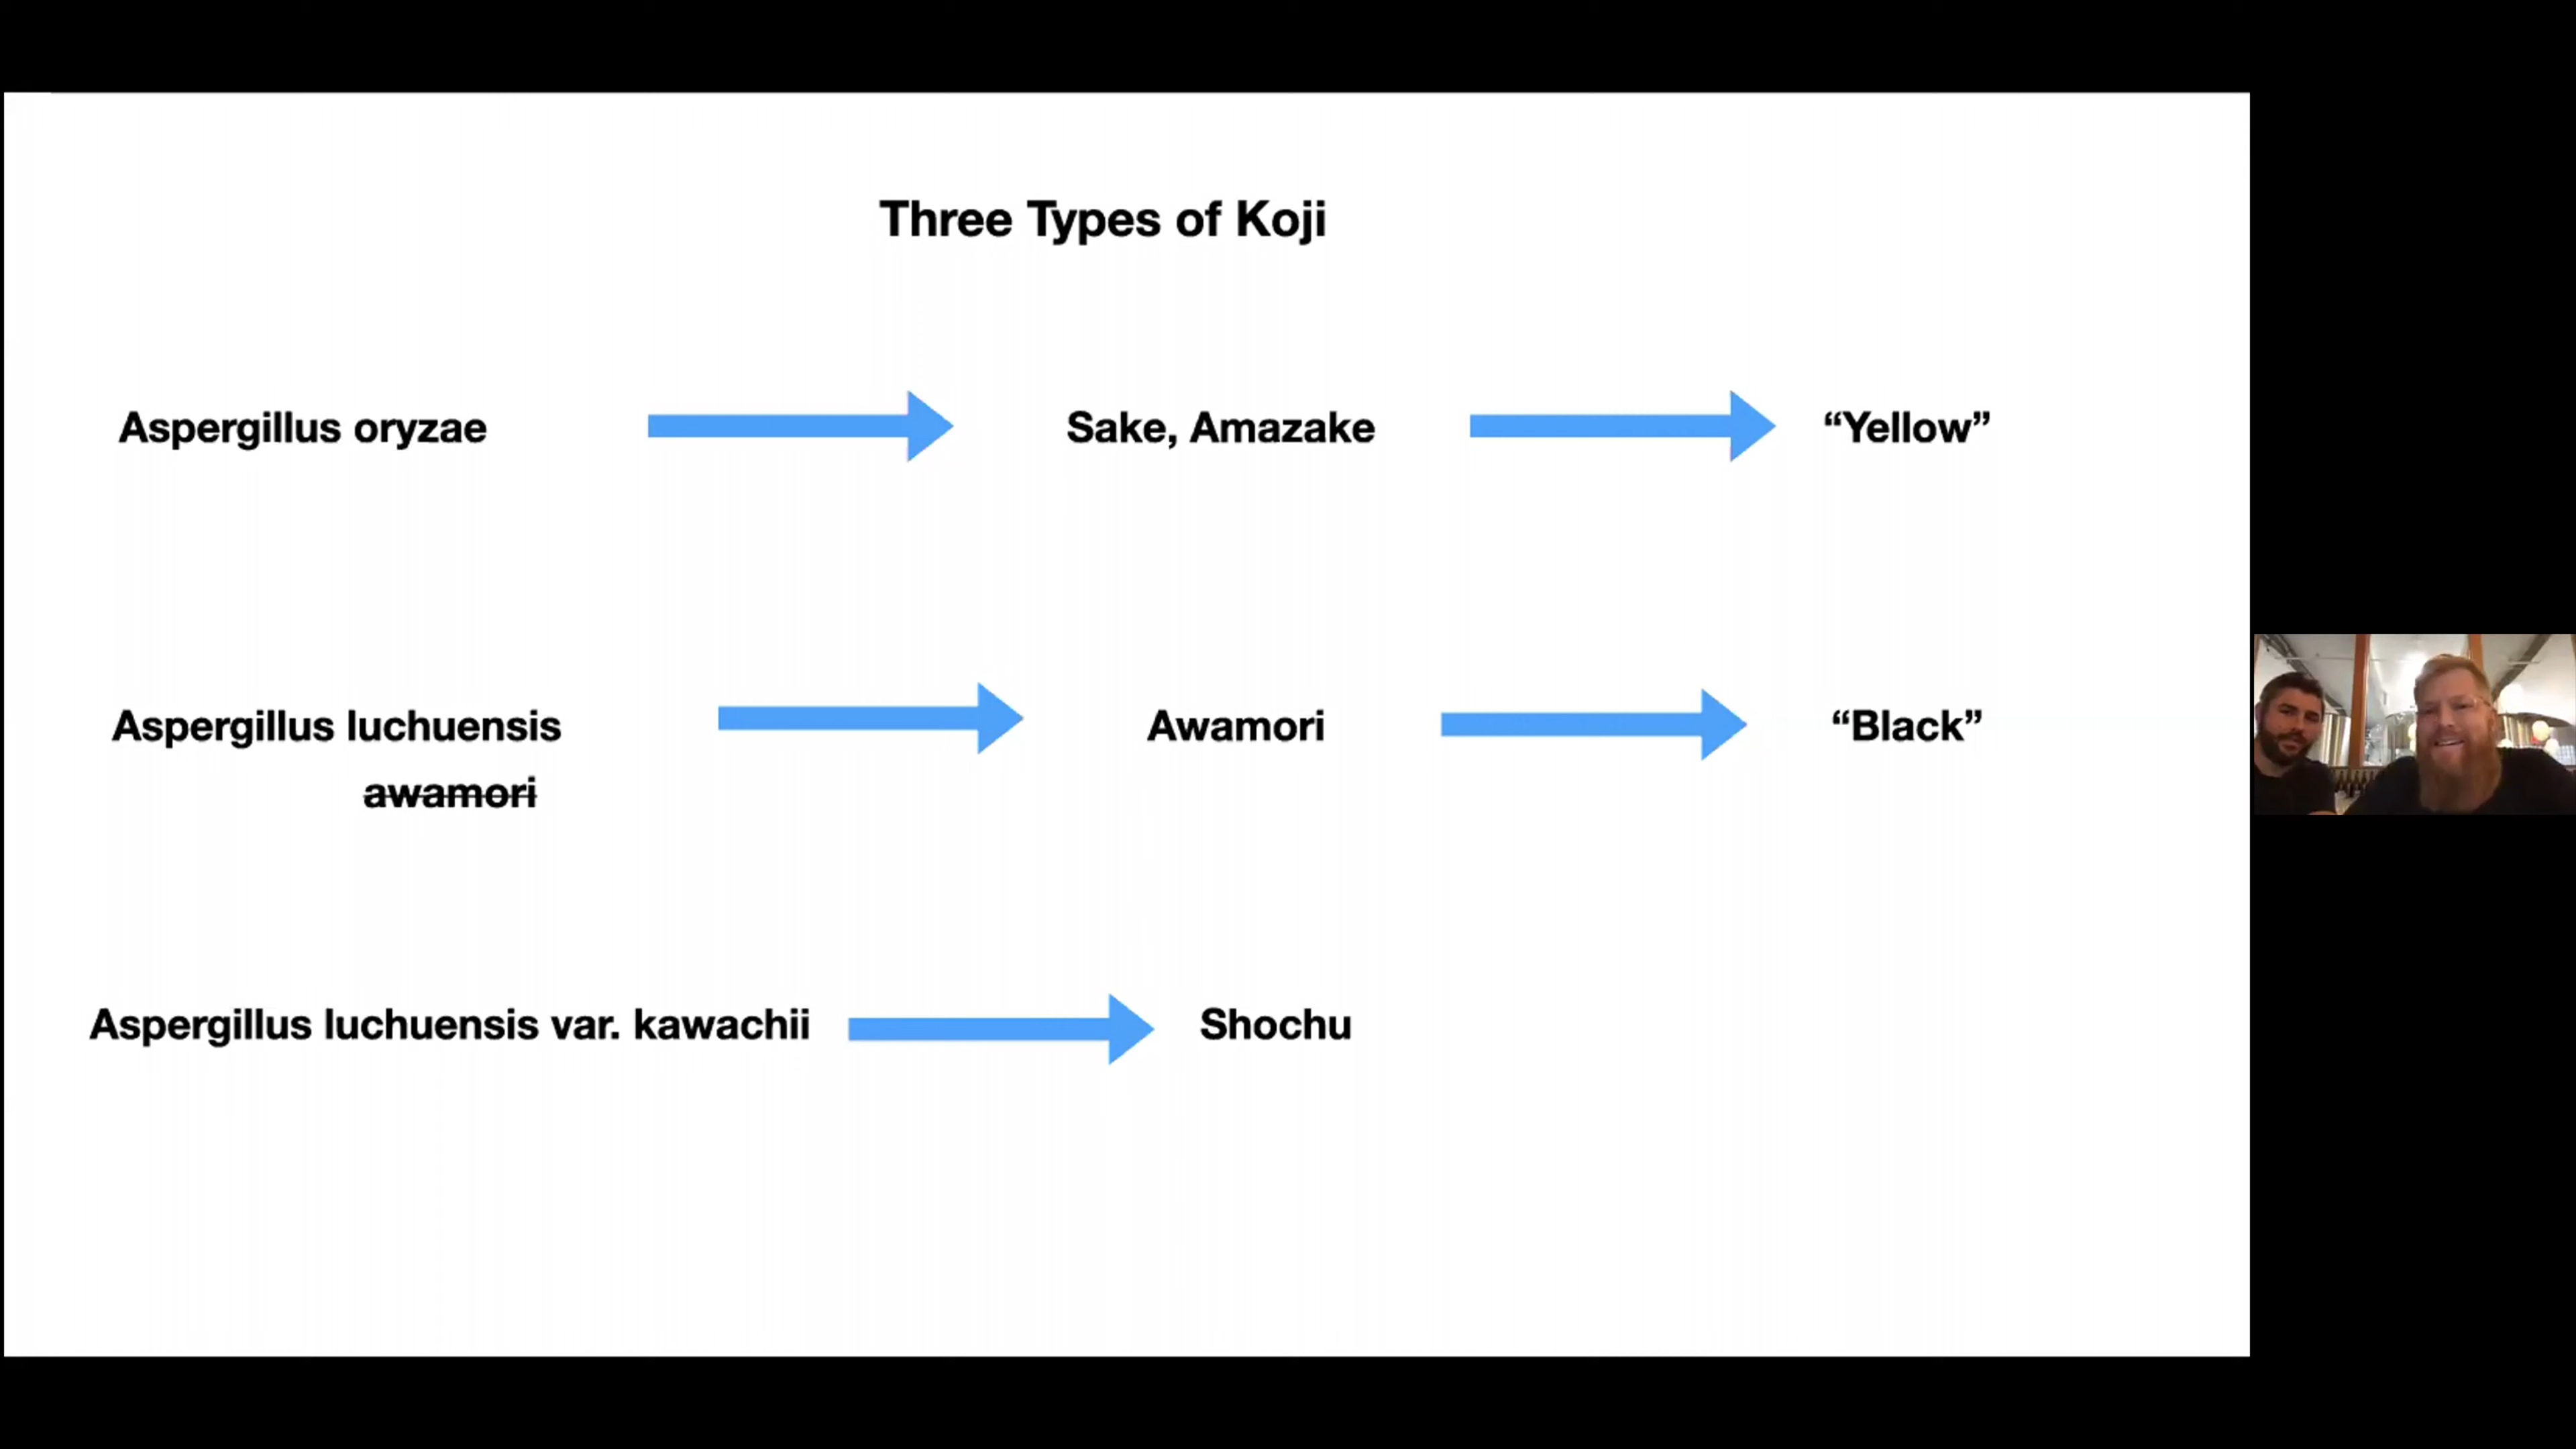 Three Types of Koji
Aspergillus oryzae
Sake, Amazake
“Yellow”
Aspergillus luchuensis
Awamori
“Black”
awamori
Aspergillus luchuensis var. kawachii
Shochu